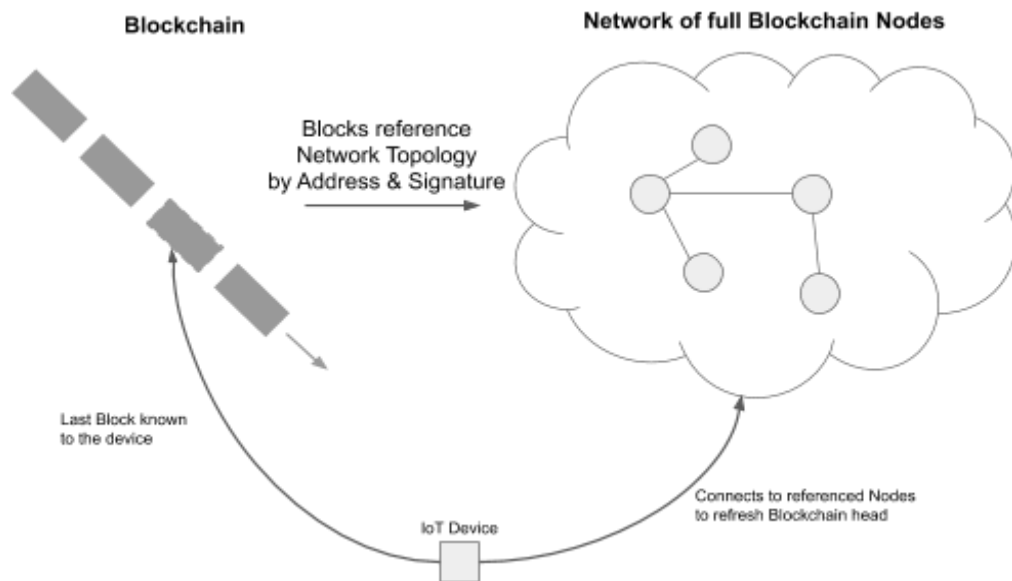 Blockchain
Network of full Blockchain Nodes
Blocks reference
Network Topology
by Address & Signature
Last Block known
to the device
Connects to referenced Nodes
to refresh Blockchain head
IoT Device